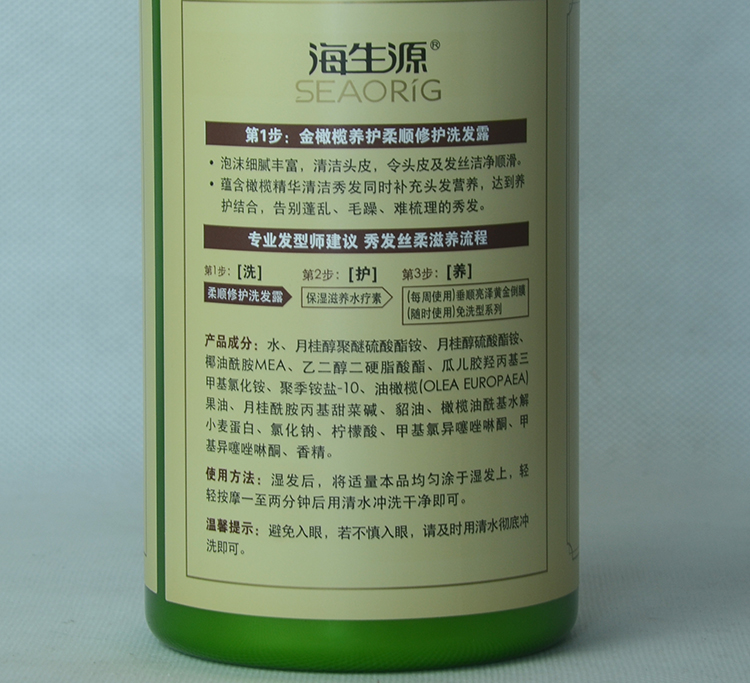 海生源®
SEAORiG
第1步：金橄榄养护柔顺修护洗发露
• 泡沫细腻丰富，清洁头皮，令头皮及发丝洁净顺滑。
• 蕴含橄榄精华清洁秀发同时补充头发营养，达到养
护结合，告别蓬乱、毛躁、难梳理的秀发。
专业发型师建议 秀发丝柔滋养流程
第1步：[洗] 第2步：[护] 第3步：[养]
柔顺修护洗发露 保湿滋养水疗素 (每周使用)垂顺亮泽黄金倒膜
(随时使用)免洗型系列
产品成分：水、月桂醇聚醚硫酸酯铵、月桂醇硫酸酯铵、
椰油酰胺MEA、乙二醇二硬脂酸酯、瓜儿胶羟丙基三
甲基氯化铵、聚季铵盐-10、油橄榄(OLEA EUROPAEA)
果油、月桂酰胺丙基甜菜碱、貂油、橄榄油酰基水解
小麦蛋白、氯化钠、柠檬酸、甲基氯异噻唑啉酮、甲
基异噻唑啉酮、香精。
使用方法：湿发后，将适量本品均匀涂于湿发上，轻
轻按摩一至两分钟后用清水冲洗干净即可。
温馨提示：避免入眼，若不慎入眼，请及时用清水彻底冲
洗即可。